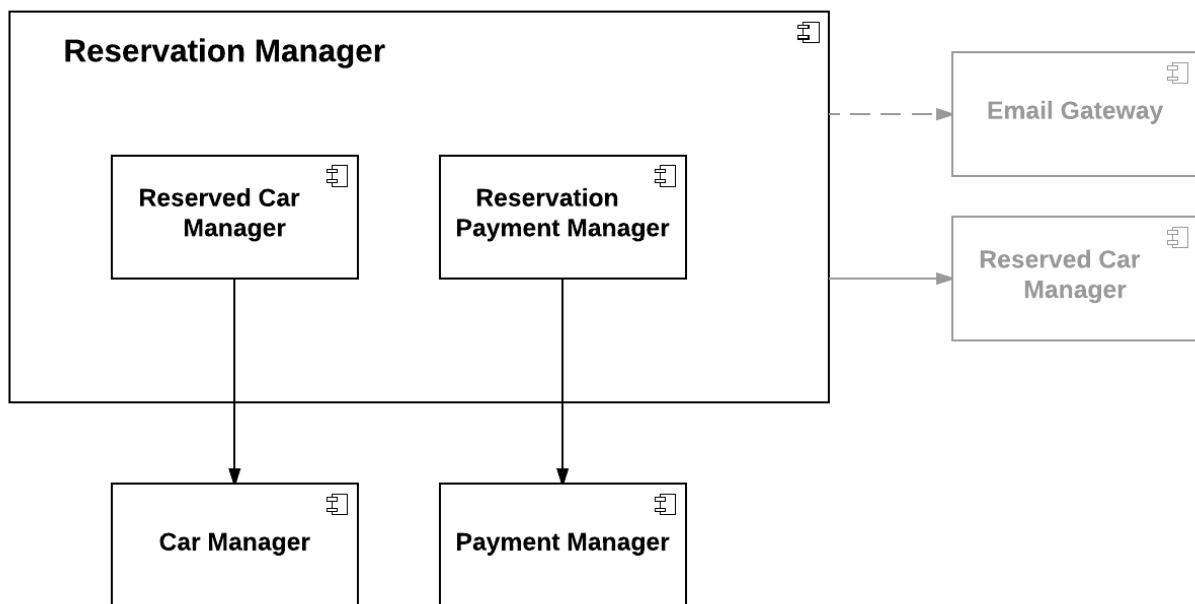 Reservation Manager
Email Gateway
Reserved Car
Manager
Reservation
Payment Manager
Reserved Car
Manager
Car Manager
Payment Manager